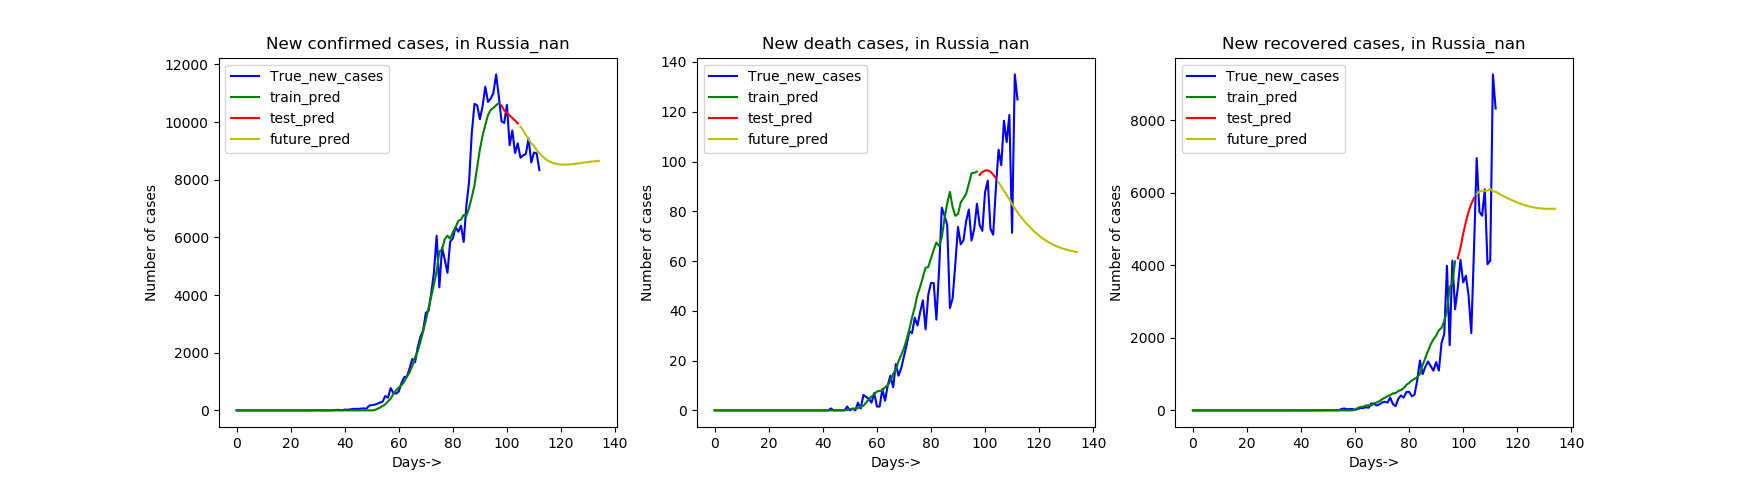 New confirmed cases, in Russia_nan
12000
10000
8000
6000
4000
2000
0
Number of cases
True_new_cases
train_pred
test_pred
future_pred
0 20 40 60 80 100 120 140
Days->
New death cases, in Russia_nan
140
120
100
80
60
40
20
0
Number of cases
True_new_cases
train_pred
test_pred
future_pred
0 20 40 60 80 100 120 140
Days->
New recovered cases, in Russia_nan
8000
6000
4000
2000
0
Number of cases
True_new_cases
train_pred
test_pred
future_pred
0 20 40 60 80 100 120 140
Days->